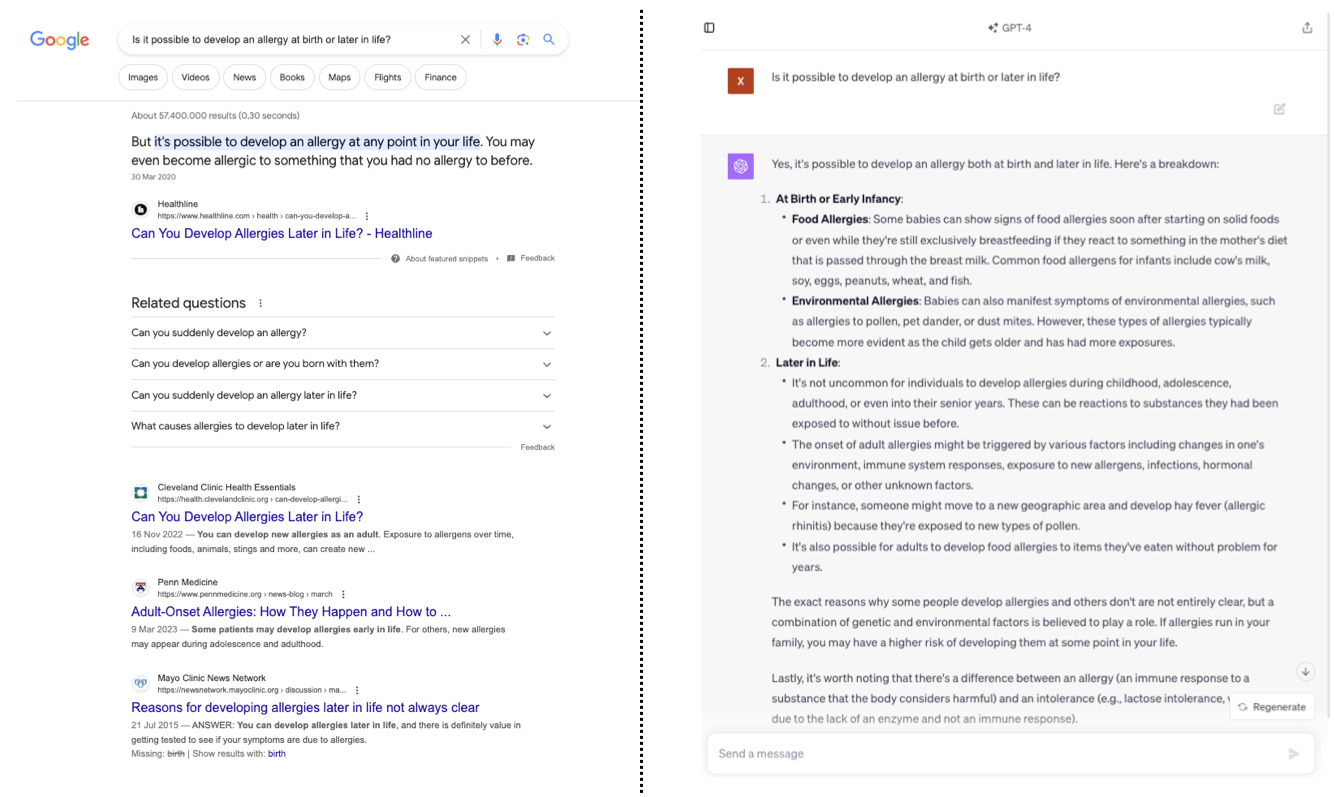 Google
Is it possible to develop an allergy at birth or later in life?
Images Videos News Books Maps Flights Finance
About 57.400.000 results (0,30 seconds)
But it's possible to develop an allergy at any point in your life. You may
even become allergic to something that you had no allergy to before.
30 Mar 2020
Healthline
https://www.healthline.com › health › can-you-develop-a...
Can You Develop Allergies Later in Life? - Healthline
About featured snippets • Feedback
Related questions
Can you suddenly develop an allergy?
Can you develop allergies or are you born with them?
Can you suddenly develop an allergy later in life?
What causes allergies to develop later in life?
Feedback
Cleveland Clinic Health Essentials
https://health.clevelandclinic.org › can-develop-allergi...
Can You Develop Allergies Later in Life?
16 Nov 2022 — You can develop new allergies as an adult. Exposure to allergens over time,
including foods, animals, stings and more, can create new ...
Penn Medicine
https://www.pennmedicine.org › news-blog › march
Adult-Onset Allergies: How They Happen and How to ...
9 Mar 2023 — Some patients may develop allergies early in life. For others, new allergies
may appear during adolescence and adulthood.
Mayo Clinic News Network
https://newsnetwork.mayoclinic.org › discussion › ma...
Reasons for developing allergies later in life not always clear
21 Jul 2015 — ANSWER: You can develop allergies later in life, and there is definitely value in
getting tested to see if your symptoms are due to allergies.
Missing: birth | Show results with: birth
GPT-4
X
Is it possible to develop an allergy at birth or later in life?
Yes, it's possible to develop an allergy both at birth and later in life. Here's a breakdown:
1. At Birth or Early Infancy:
• Food Allergies: Some babies can show signs of food allergies soon after starting on solid foods
or even while they're still exclusively breastfeeding if they react to something in the mother's diet
that is passed through the breast milk. Common food allergens for infants include cow's milk,
soy, eggs, peanuts, wheat, and fish.
• Environmental Allergies: Babies can also manifest symptoms of environmental allergies, such
as allergies to pollen, pet dander, or dust mites. However, these types of allergies typically
become more evident as the child gets older and has had more exposures.
2. Later in Life:
• It's not uncommon for individuals to develop allergies during childhood, adolescence,
adulthood, or even into their senior years. These can be reactions to substances they had been
exposed to without issue before.
• The onset of adult allergies might be triggered by various factors including changes in one's
environment, immune system responses, exposure to new allergens, infections, hormonal
changes, or other unknown factors.
• For instance, someone might move to a new geographic area and develop hay fever (allergic
rhinitis) because they're exposed to new types of pollen.
• It's also possible for adults to develop food allergies to items they've eaten without problem for
years.
The exact reasons why some people develop allergies and others don't are not entirely clear, but a
combination of genetic and environmental factors is believed to play a role. If allergies run in your
family, you may have a higher risk of developing them at some point in your life.
Lastly, it's worth noting that there's a difference between an allergy (an immune response to a
substance that the body considers harmful) and an intolerance (e.g., lactose intolerance,
Regenerate
due to the lack of an enzyme and not an immune response).
Send a message